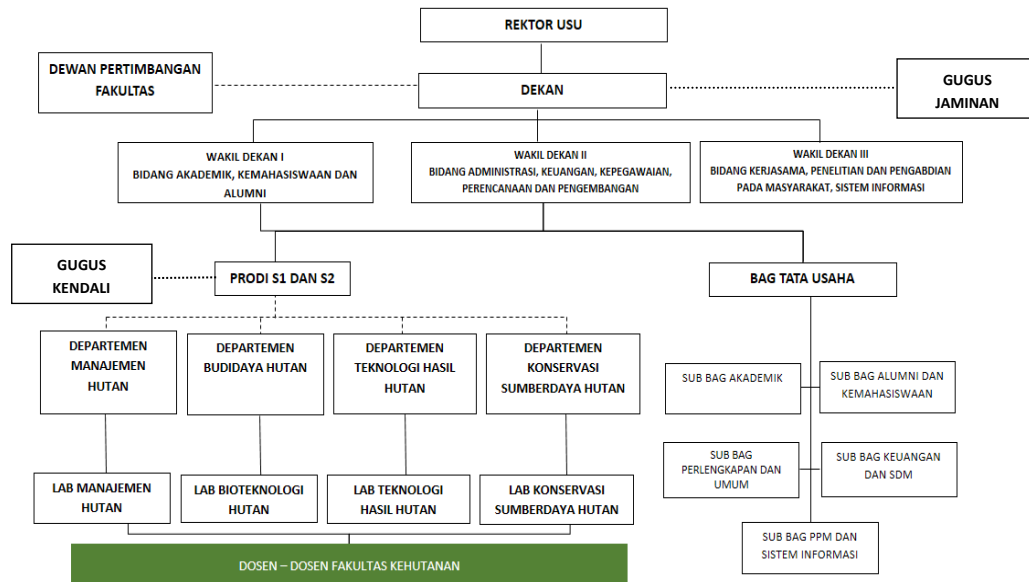 REKTOR USU
DEWAN PERTIMBANGAN
FAKULTAS
DEKAN
GUGUS
JAMINAN
WAKIL DEKAN I
BIDANG AKADEMIK, KEMAHASISWAAN DAN
ALUMNI
WAKIL DEKAN II
BIDANG ADMINISTRASI, KEUANGAN, KEPEGAWAIAN,
PERENCANAAN DAN PENGEMBANGAN
WAKIL DEKAN III
BIDANG KERJASAMA, PENELITIAN DAN PENGABDIAN
PADA MASYARAKAT, SISTEM INFORMASI
GUGUS
KENDALI
PRODI S1 DAN S2
BAG TATA USAHA
DEPARTEMEN
MANAJEMEN
HUTAN
DEPARTEMEN
BUDIDAYA HUTAN
DEPARTEMEN
TEKNOLOGI HASIL
HUTAN
DEPARTEMEN
KONSERVASI
SUMBERDAYA HUTAN
SUB BAG AKADEMIK
SUB BAG ALUMNI DAN
KEMAHASISWAAN
SUB BAG
PERLENGKAPAN DAN
UMUM
SUB BAG KEUANGAN
DAN SDM
LAB MANAJEMEN
HUTAN
LAB BIOTEKNOLOGI
HUTAN
LAB TEKNOLOGI
HASIL HUTAN
LAB KONSERVASI
SUMBERDAYA HUTAN
SUB BAG PPM DAN
SISTEM INFORMASI
DOSEN – DOSEN FAKULTAS KEHUTANAN